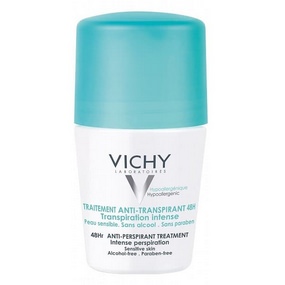 VICHY
LABORATOIRES
Hypoallergénique
Hypoallergenic
TRAITEMENT ANTI-TRANSPIRANT 48H
Transpiration intense
Peau sensible. Sans alcool. Sans paraben.
48Hr ANTI-PERSPIRANT TREATMENT
Intense perspiration
Sensitive skin
Alcohol-free . Paraben-free